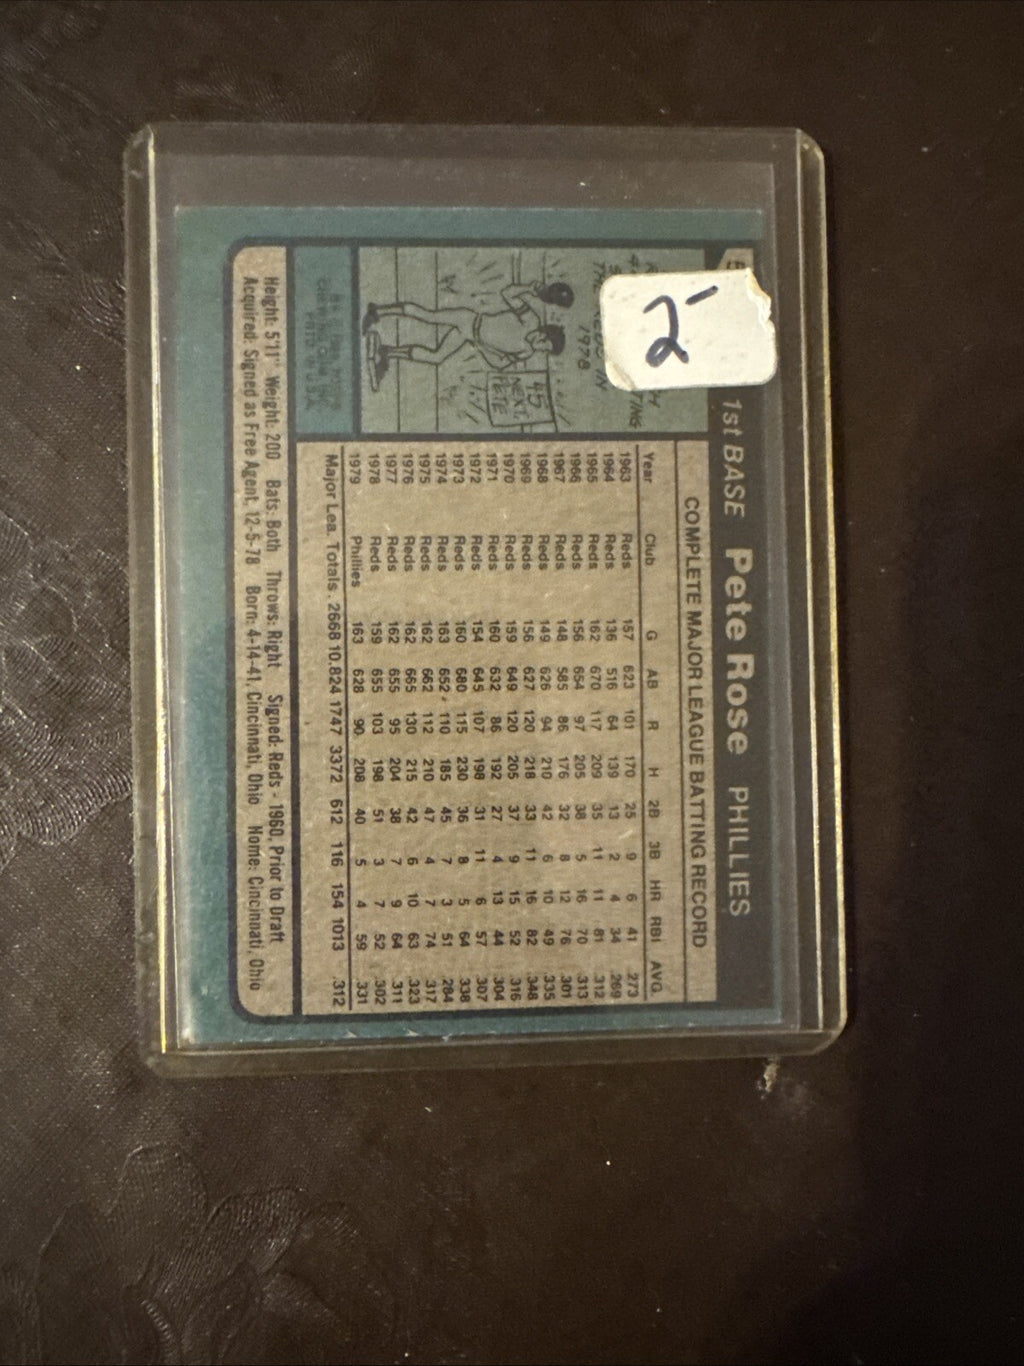 2'
5
1st BASE Pete Rose PHILLIES
COMPLETE MAJOR LEAGUE BATTING RECORD
Year Club G AB R H 2B 3B HR RBI AVG.
1963 Reds 157 623 101 170 25 9 6 41 .273
1964 Reds 136 516 64 139 13 2 4 34 .269
1965 Reds 162 670 117 209 35 11 11 81 .312
1966 Reds 156 654 97 205 38 5 16 70 .313
1967 Reds 148 585 86 176 32 8 12 76 .301
1968 Reds 149 626 94 210 42 6 10 49 .335
1969 Reds 156 627 120 218 33 11 16 82 .348
1970 Reds 159 649 120 205 37 9 15 52 .316
1971 Reds 160 632 86 192 27 4 13 44 .304
1972 Reds 154 645 107 198 31 11 6 57 .307
1973 Reds 160 680 115 230 36 8 5 64 .338
1974 Reds 163 652 110 185 45 7 3 51 .284
1975 Reds 162 662 112 210 47 4 7 74 .317
1976 Reds 162 665 130 215 42 6 10 63 .323
1977 Reds 162 655 95 204 38 7 9 64 .311
1978 Reds 159 655 103 198 51 3 7 52 .302
1979 Phillies 163 628 90 208 40 5 4 59 .331
Major Lea. Totals . 2668 10,824 1747 3372 612 116 154 1013 .312
IN
1978
45
NEXT,
PETE
CHEWING GUM, INC.
PRTD. IN U.S.A.
Height: 5'11" Weight: 200 Bats: Both Throws: Right Signed: Reds - 1960, Prior to Draft
Acquired: Signed as Free Agent, 12-5-78 Born: 4-14-41, Cincinnati, Ohio Home: Cincinnati, Ohio